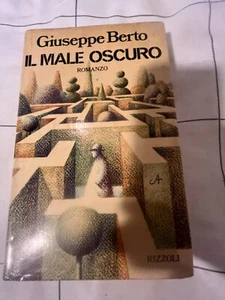 Giuseppe Berto
IL MALE OSCURO
ROMANZO
RIZZOLI